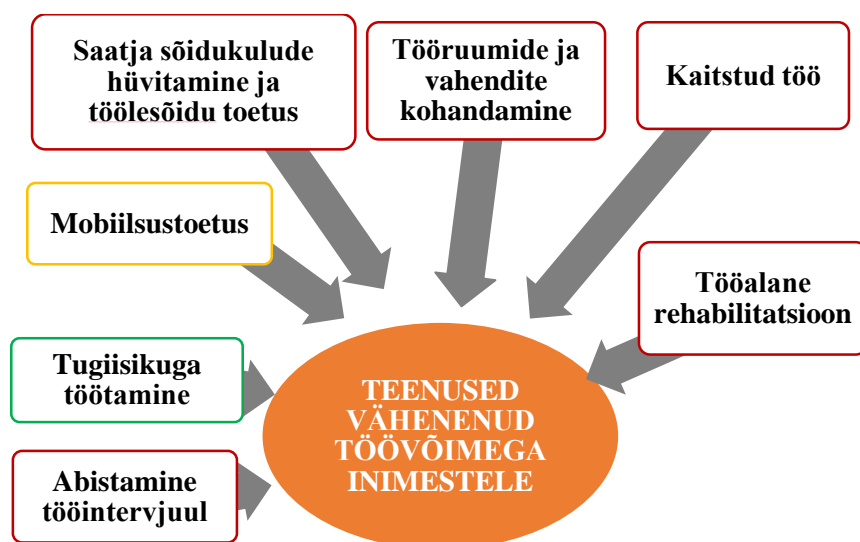 Saatja sõidukulude
hüvitamine ja
töölesõidu toetus
Tööruumide ja
vahendite
kohandamine
Kaitstud töö
Mobiilsustoetus
Tööalane
rehabilitatsioon
Tugiisikuga
töötamine
Abistamine
tööintervjuul
TEENUSED
VÄHENENUD
TÖÖVÕIMEGA
INIMESTELE